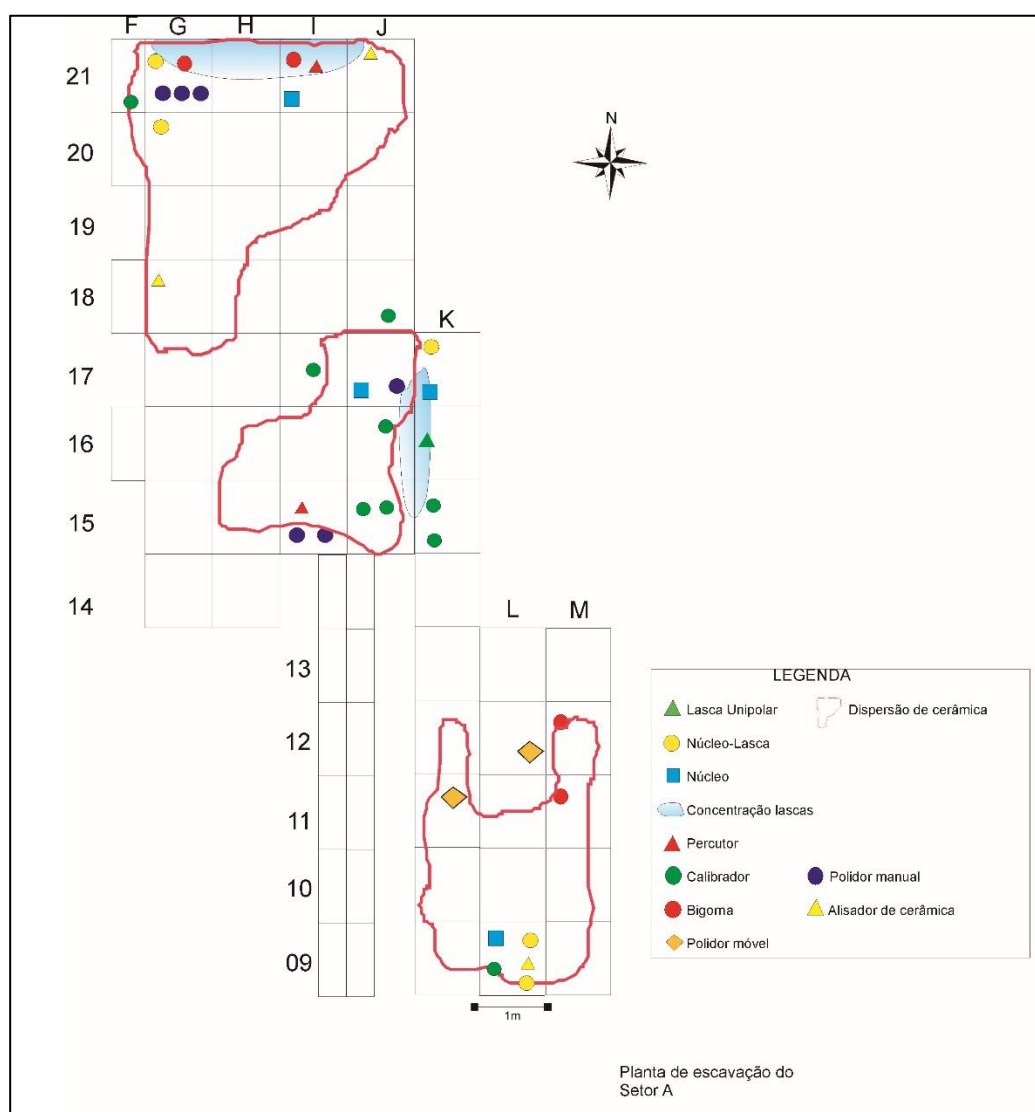 F G H I J
21
N
20
19
18
K
17
16
15
14
L M
13
12
11
10
09
1m
LEGENDA
Lasca Unipolar
Dispersão de cerâmica
Núcleo-Lasca
Núcleo
Concentração lascas
Percutor
Calibrador
Polidor manual
Bigorna
Alisador de cerâmica
Polidor móvel
Planta de escavação do
Setor A